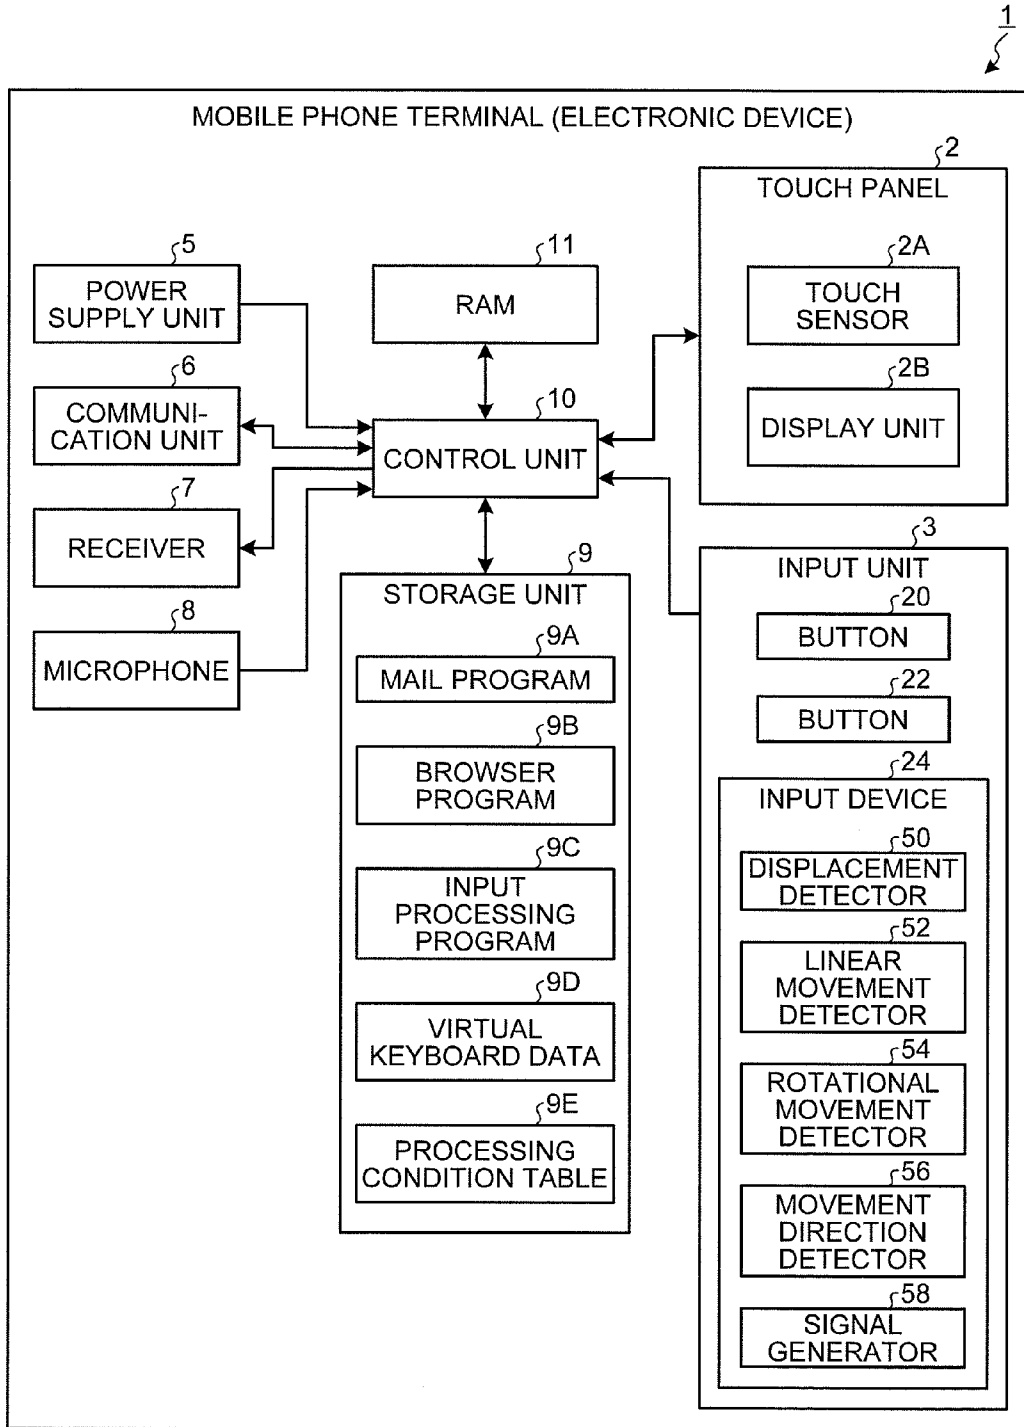 1
MOBILE PHONE TERMINAL (ELECTRONIC DEVICE)
5
POWER
SUPPLY UNIT
6
COMMUNI-
CATION UNIT
7
RECEIVER
8
MICROPHONE
11
RAM
10
CONTROL UNIT
9
STORAGE UNIT
9A
MAIL PROGRAM
9B
BROWSER
PROGRAM
9C
INPUT
PROCESSING
PROGRAM
9D
VIRTUAL
KEYBOARD DATA
9E
PROCESSING
CONDITION TABLE
2
TOUCH PANEL
2A
TOUCH
SENSOR
2B
DISPLAY UNIT
3
INPUT UNIT
20
BUTTON
22
BUTTON
24
INPUT DEVICE
50
DISPLACEMENT
DETECTOR
52
LINEAR
MOVEMENT
DETECTOR
54
ROTATIONAL
MOVEMENT
DETECTOR
56
MOVEMENT
DIRECTION
DETECTOR
58
SIGNAL
GENERATOR